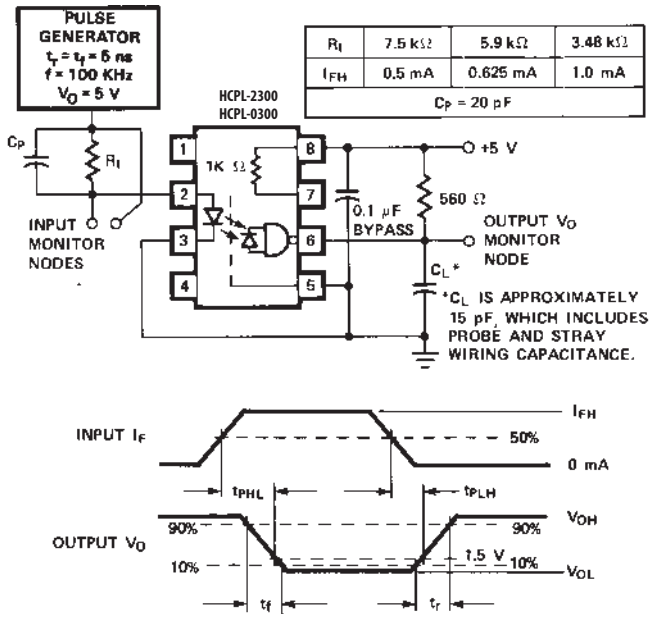 PULSE
GENERATOR
tr = tf = 5 ns
f = 100 KHz
VO = 5 V
RI 7.5 kΩ 5.9 kΩ 3.48 kΩ
IFH 0.5 mA 0.625 mA 1.0 mA
CP = 20 pF
HCPL-2300
HCPL-0300
CP
RI
1
2
3
4
1K Ω
8
7
6
5
+5 V
0.1 μF
BYPASS
560 Ω
INPUT
MONITOR
NODES
OUTPUT VO
MONITOR
NODE
CL*
*CL IS APPROXIMATELY
15 pF, WHICH INCLUDES
PROBE AND STRAY
WIRING CAPACITANCE.
INPUT IF
IFH
50%
0 mA
tPHL
tPLH
OUTPUT VO
90%
10%
90%
VOH
1.5 V
10%
VOL
tf
tr